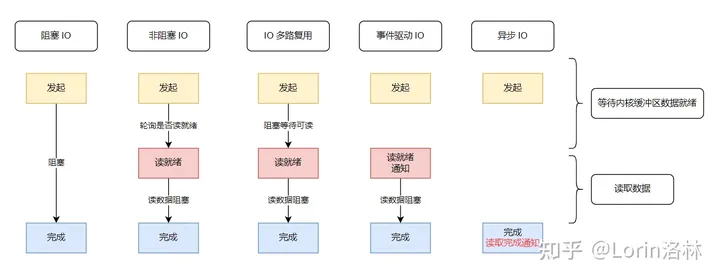 阻塞 IO
非阻塞 IO
IO 多路复用
事件驱动 IO
异步 IO
发起
发起
发起
发起
发起
等待内核缓冲区数据就绪
轮询是否读就绪
阻塞等待可读
阻塞
读就绪
读就绪
读就绪
通知
读取数据
读数据阻塞
读数据阻塞
读数据阻塞
完成
完成
完成
完成
完成
读取完成通知
知乎 @Lorin洛林